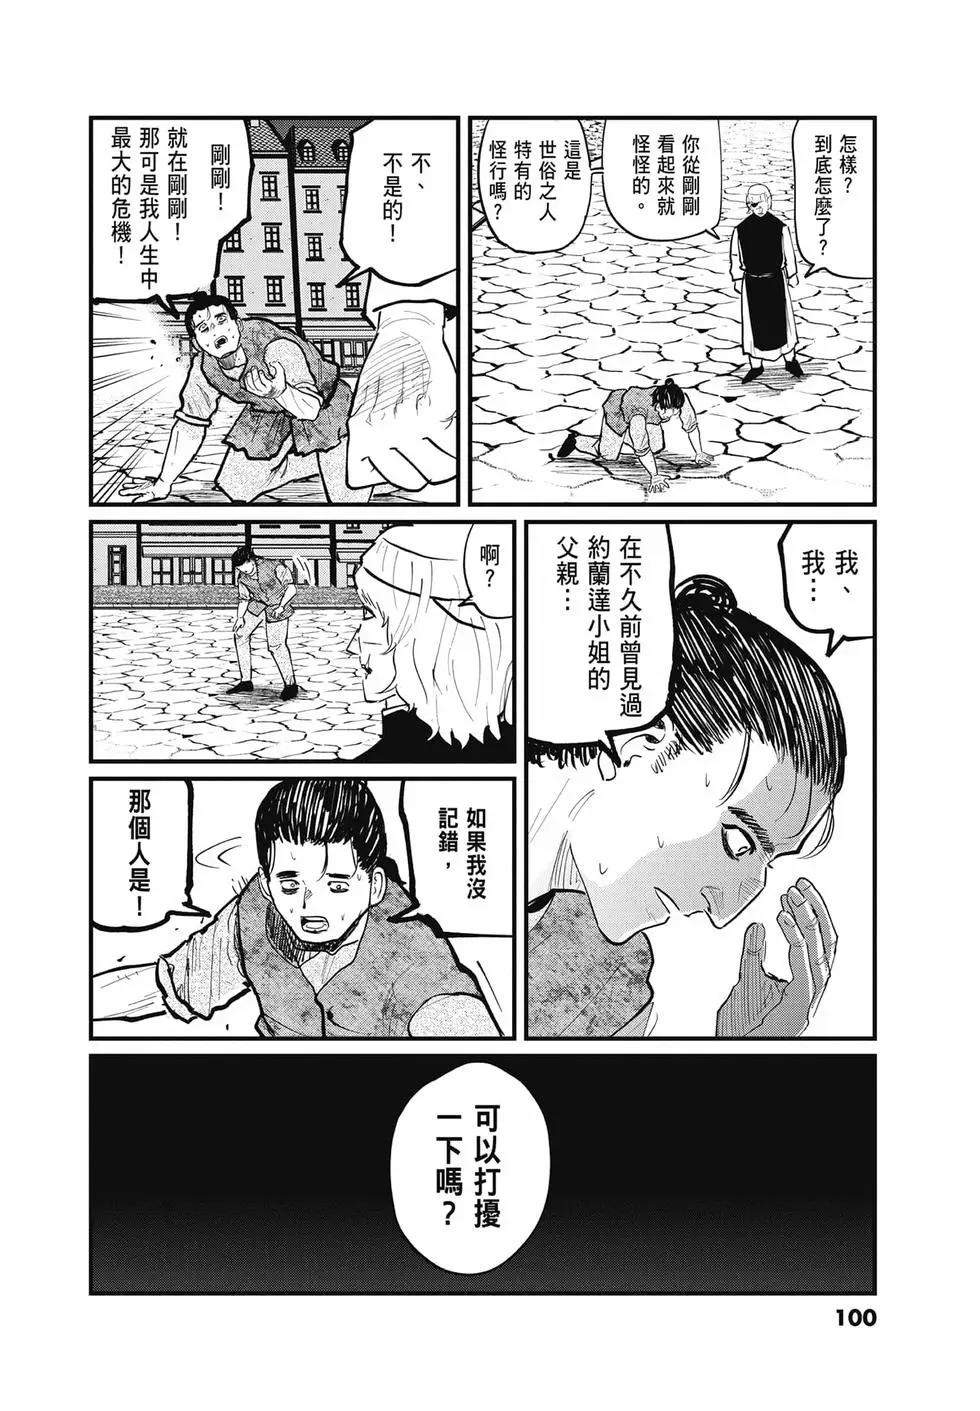 怎樣？
到底怎麼了？
你從剛剛
看起來就
怪怪的。
這是
世俗之人
特有的
怪行嗎？
不、
不是的！
剛剛！
就在剛剛！
那可是我人生中
最大的危機！
我、
我…
在不久前曾見過
約蘭達小姐的
父親…
啊？
如果我沒
記錯，
那個人是！
可以打擾
一下嗎？
100